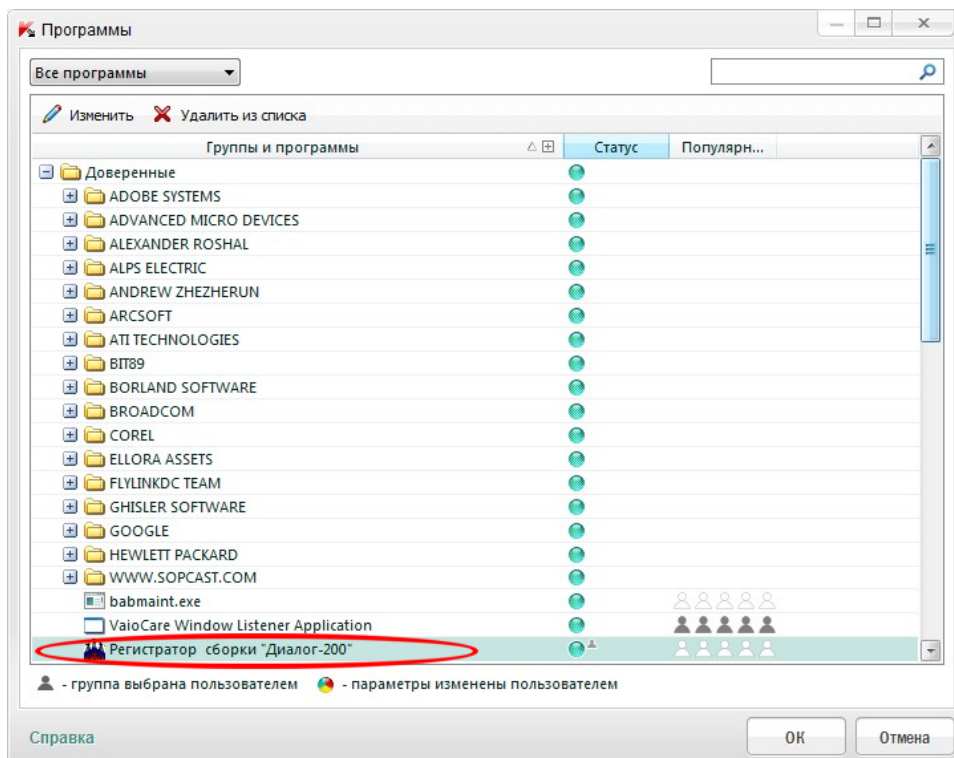 Программы
Все программы
Изменить Удалить из списка
Группы и программы Статус Популярн...
Доверенные
ADOBE SYSTEMS
ADVANCED MICRO DEVICES
ALEXANDER ROSHAL
ALPS ELECTRIC
ANDREW ZHEZHERUN
ARCSOFT
ATI TECHNOLOGIES
BIT89
BORLAND SOFTWARE
BROADCOM
COREL
ELLORA ASSETS
FLYLINKDC TEAM
GHISLER SOFTWARE
GOOGLE
HEWLETT PACKARD
WWW.SOPCAST.COM
babmaint.exe
VaioCare Window Listener Application
Регистратор сборки "Диалог-200"
- группа выбрана пользователем - параметры изменены пользователем
Справка ОК Отмена